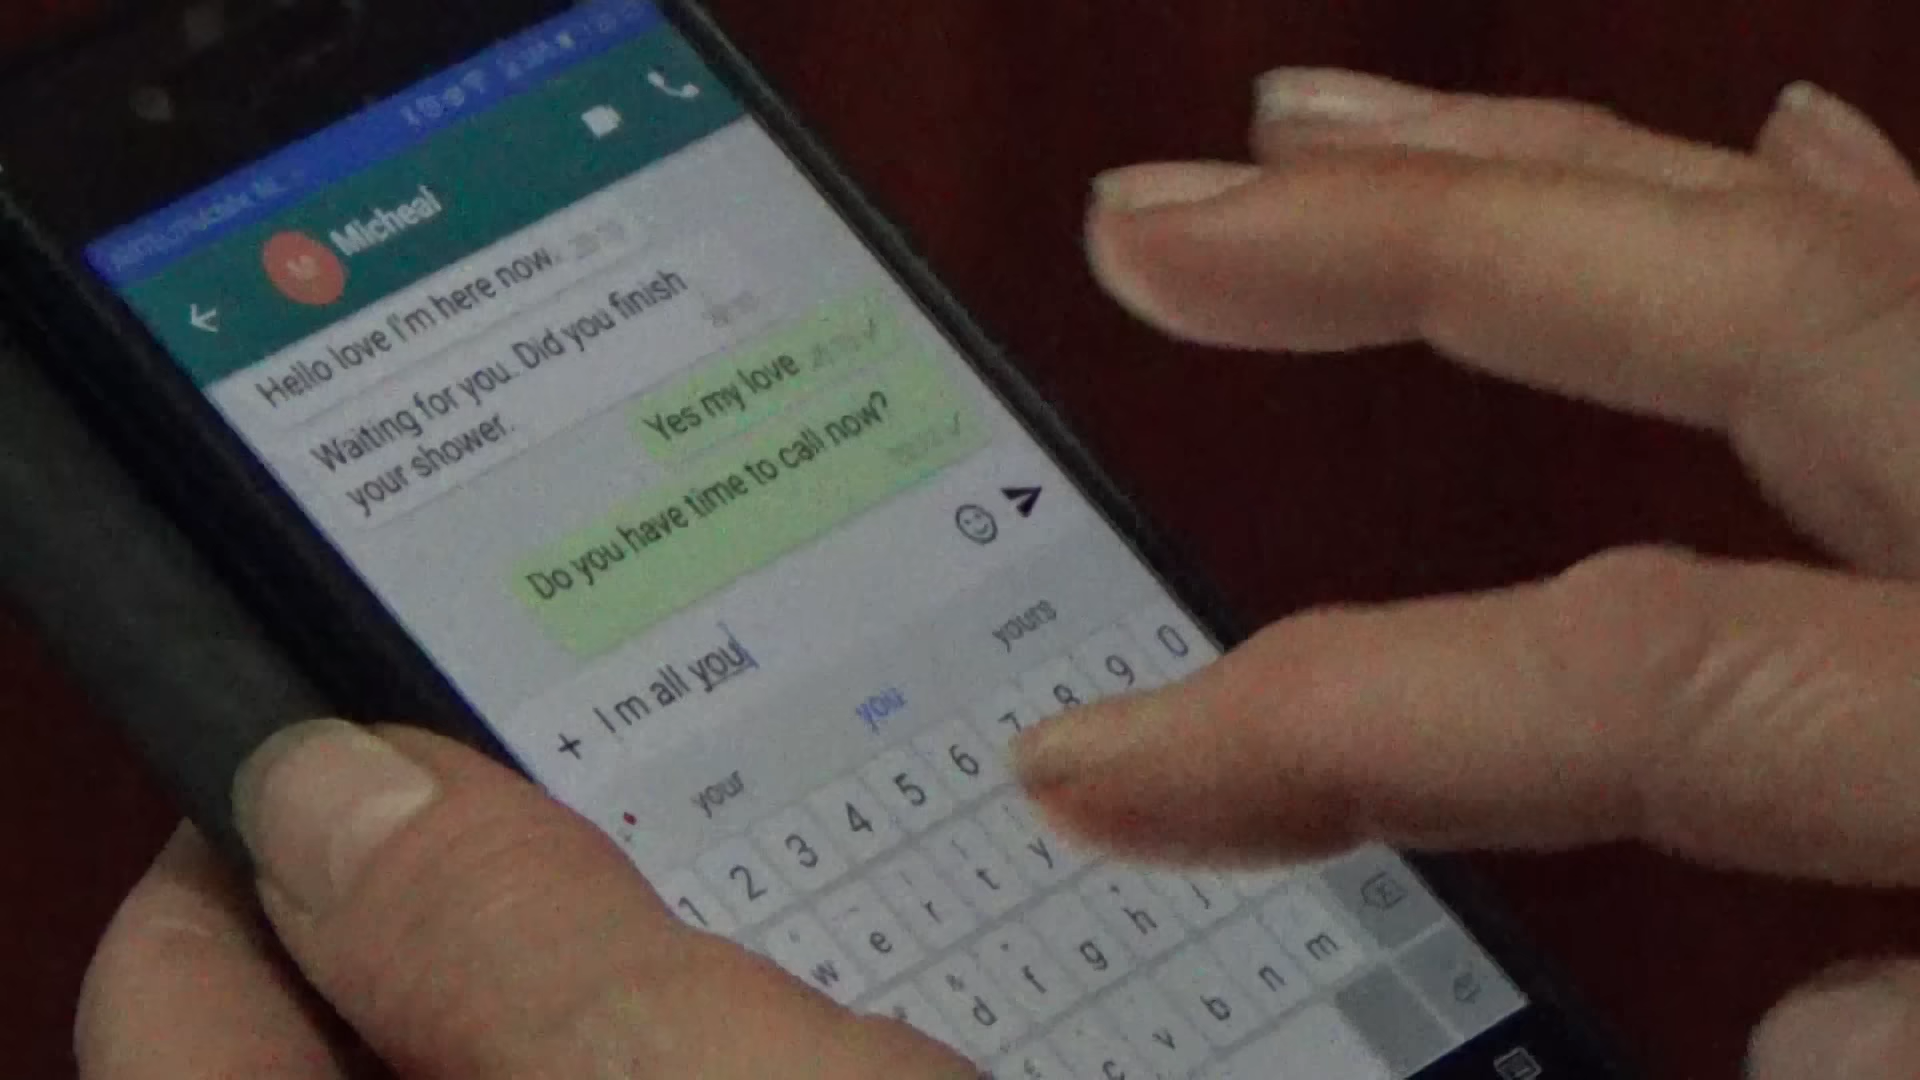 Micheal
Hello love I'm here now.
Waiting for you. Did you finish
your shower.
Yes my love
Do you have time to call now?
+ I m all you
your you yours
1 2 3 4 5 6 7 8 9 0
w e r t y
d f g h j
c v b n m